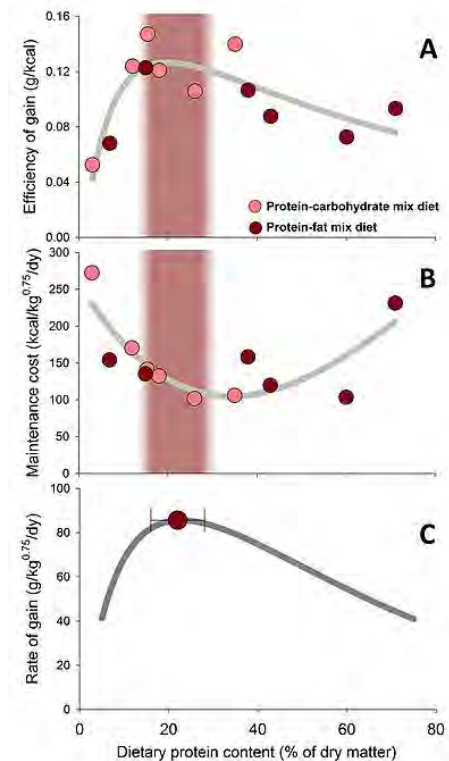 0.16
A
0.12
0.08
0.04
0.00
Efficiency of gain (g/kcal)
Protein-carbohydrate mix diet
Protein-fat mix diet
300
B
250
200
150
100
50
0
Maintenance cost (kcal/kg0.75/dy)
100
C
80
60
40
20
0
Rate of gain (g/kg0.75/dy)
0 20 40 60 80
Dietary protein content (% of dry matter)